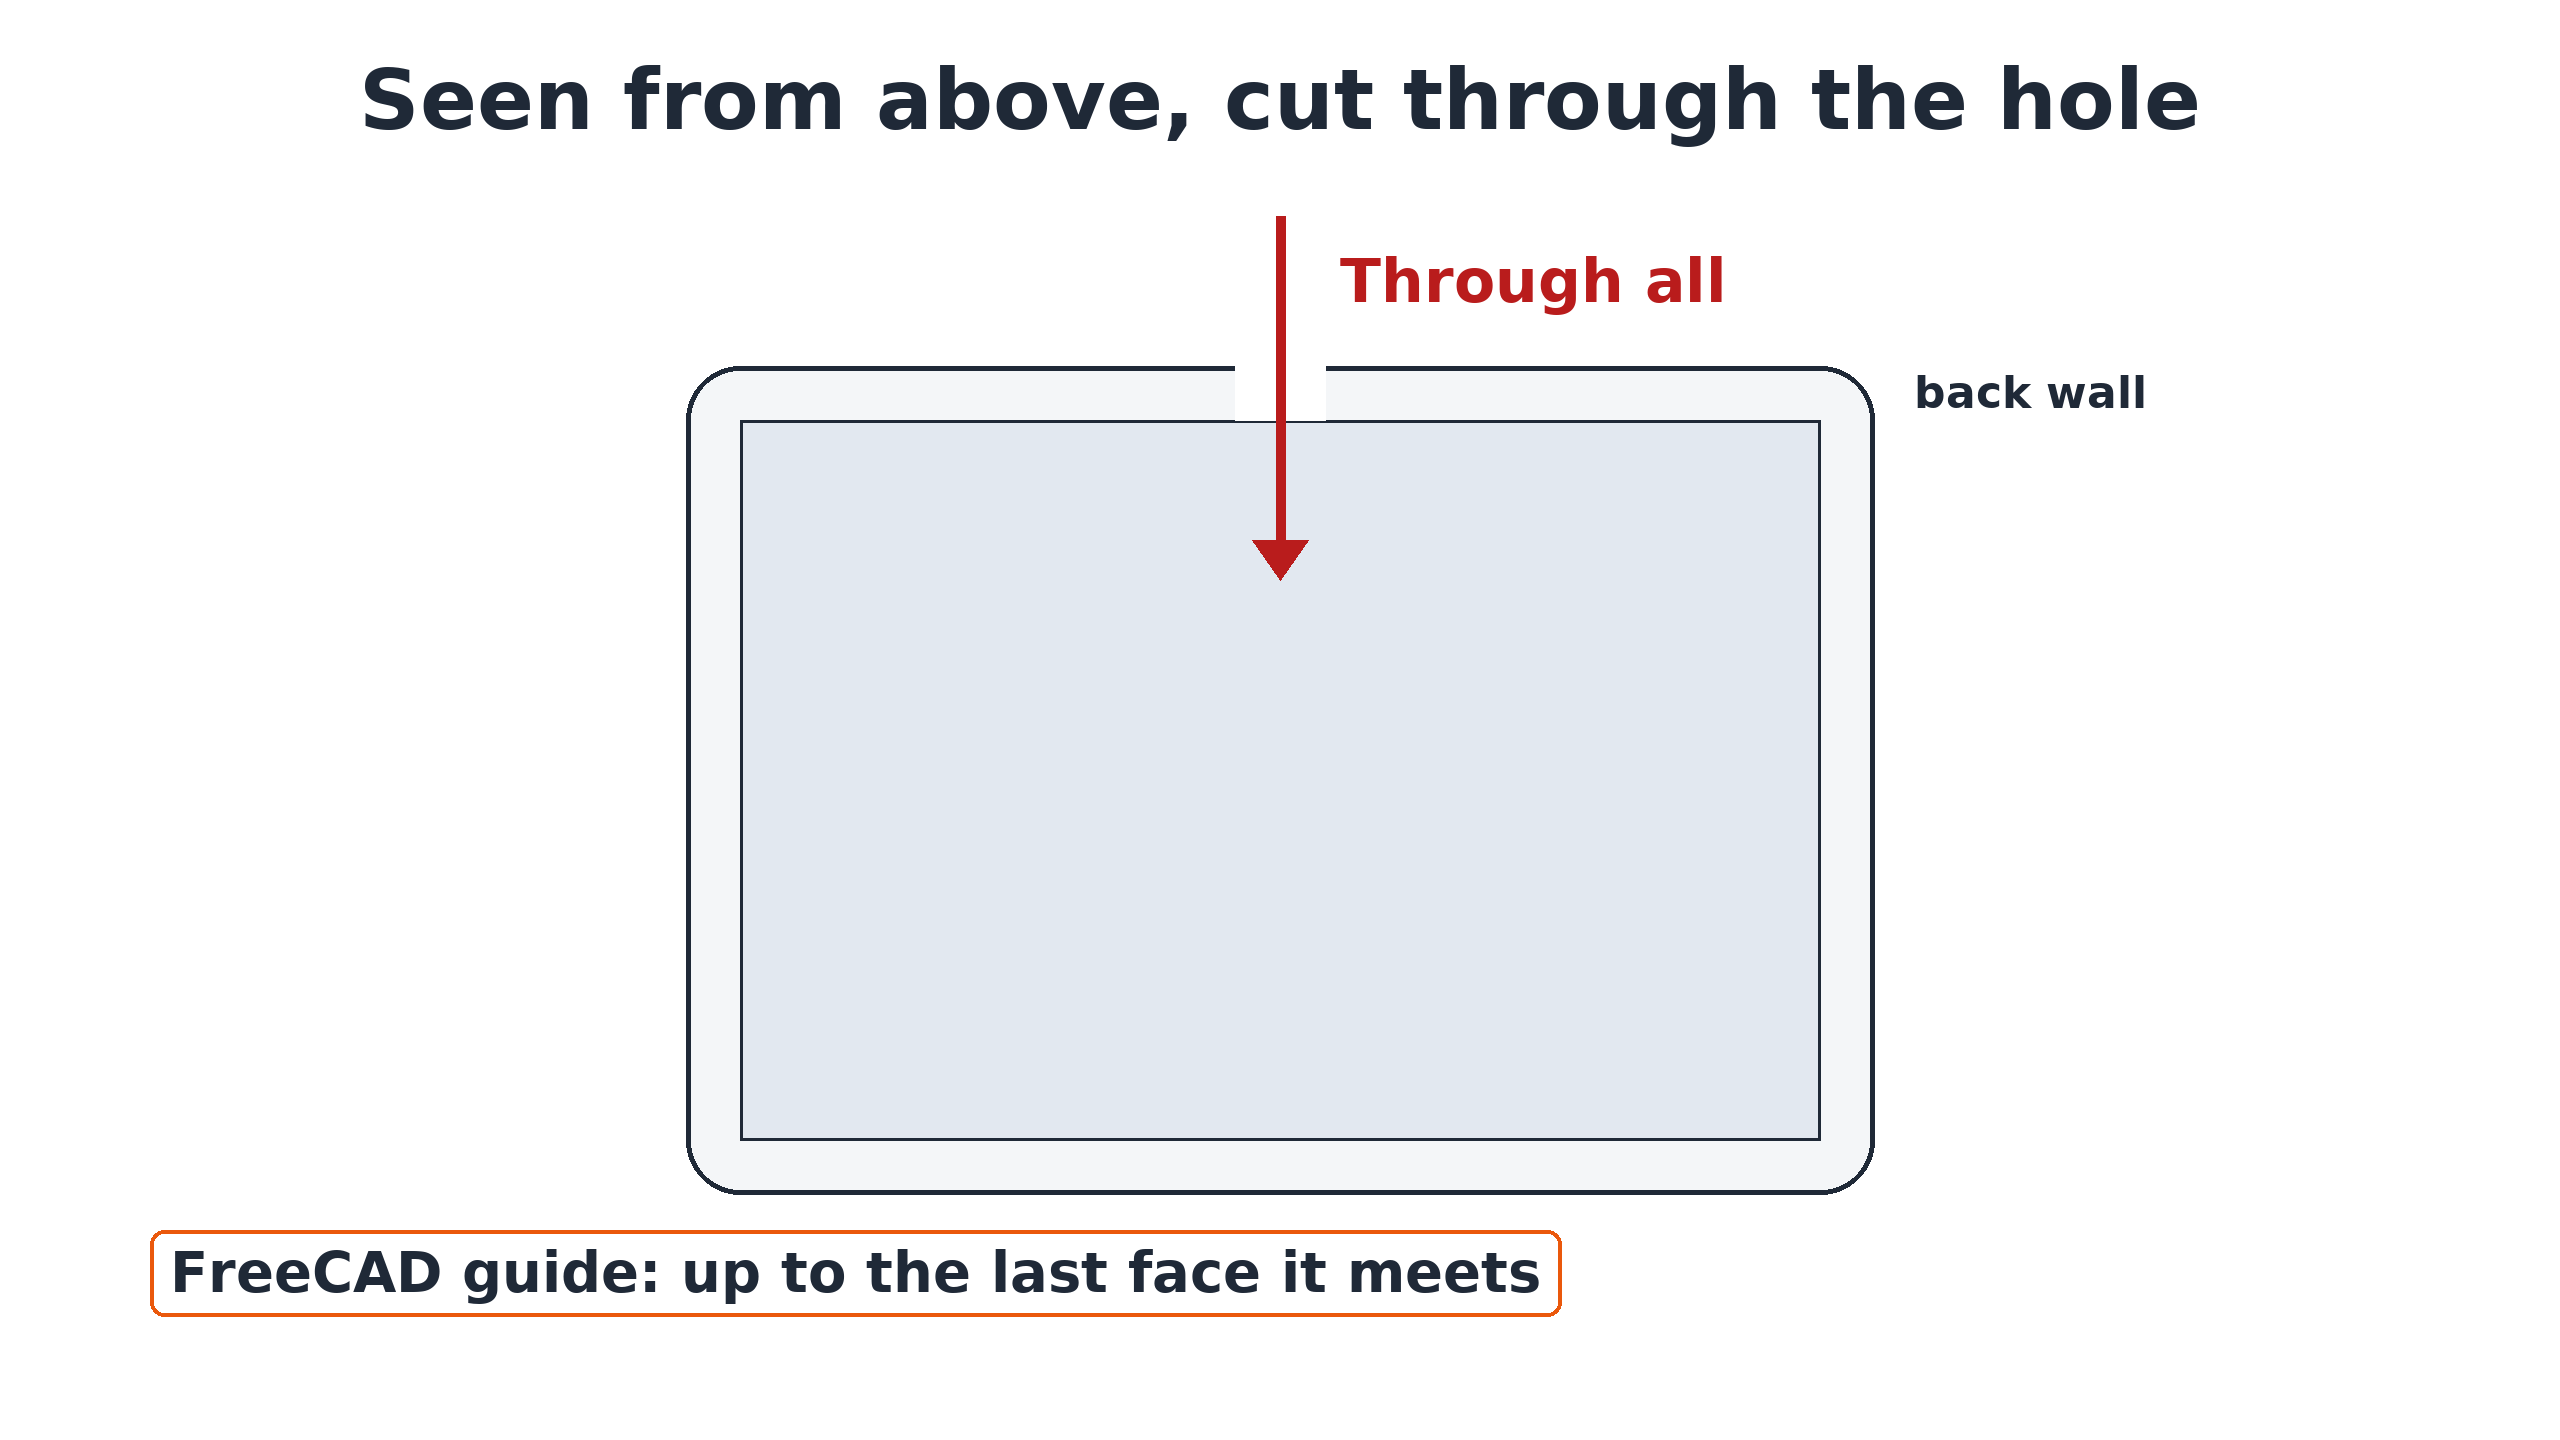 Seen from above, cut through the hole
Through all
back wall
FreeCAD guide: up to the last face it meets